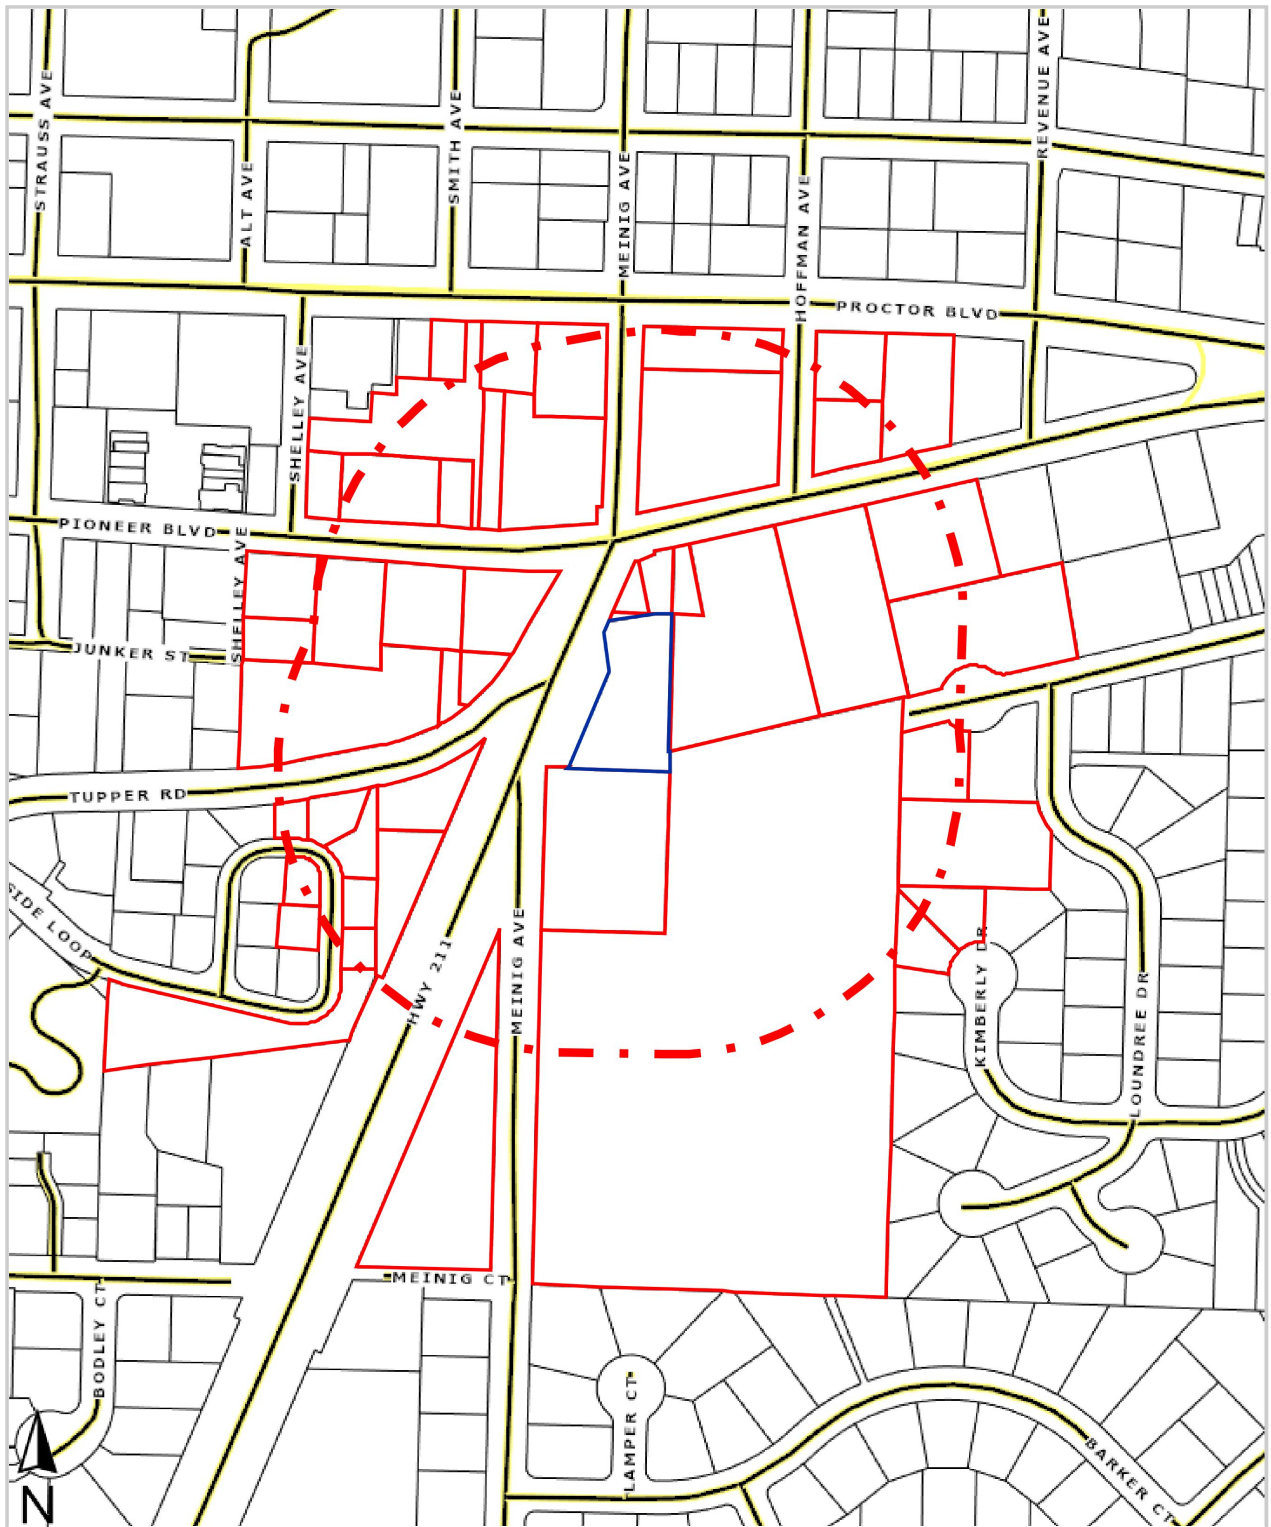 STRAUSS AVE
ALT AVE
SMITH AVE
MEINIG AVE
HOFFMAN AVE
REVENUE AVE
PROCTOR BLVD
SHELLEY AVE
PIONEER BLVD
SHELLEY AVE
JUNKER ST
TUPPER RD
SIDE LOOP
HWY 211
MEINIG AVE
KIMBERLY DR
LOUNDREE DR
MEINIG CT
BODLEY CT
LAMPER CT
BARKER CT
N